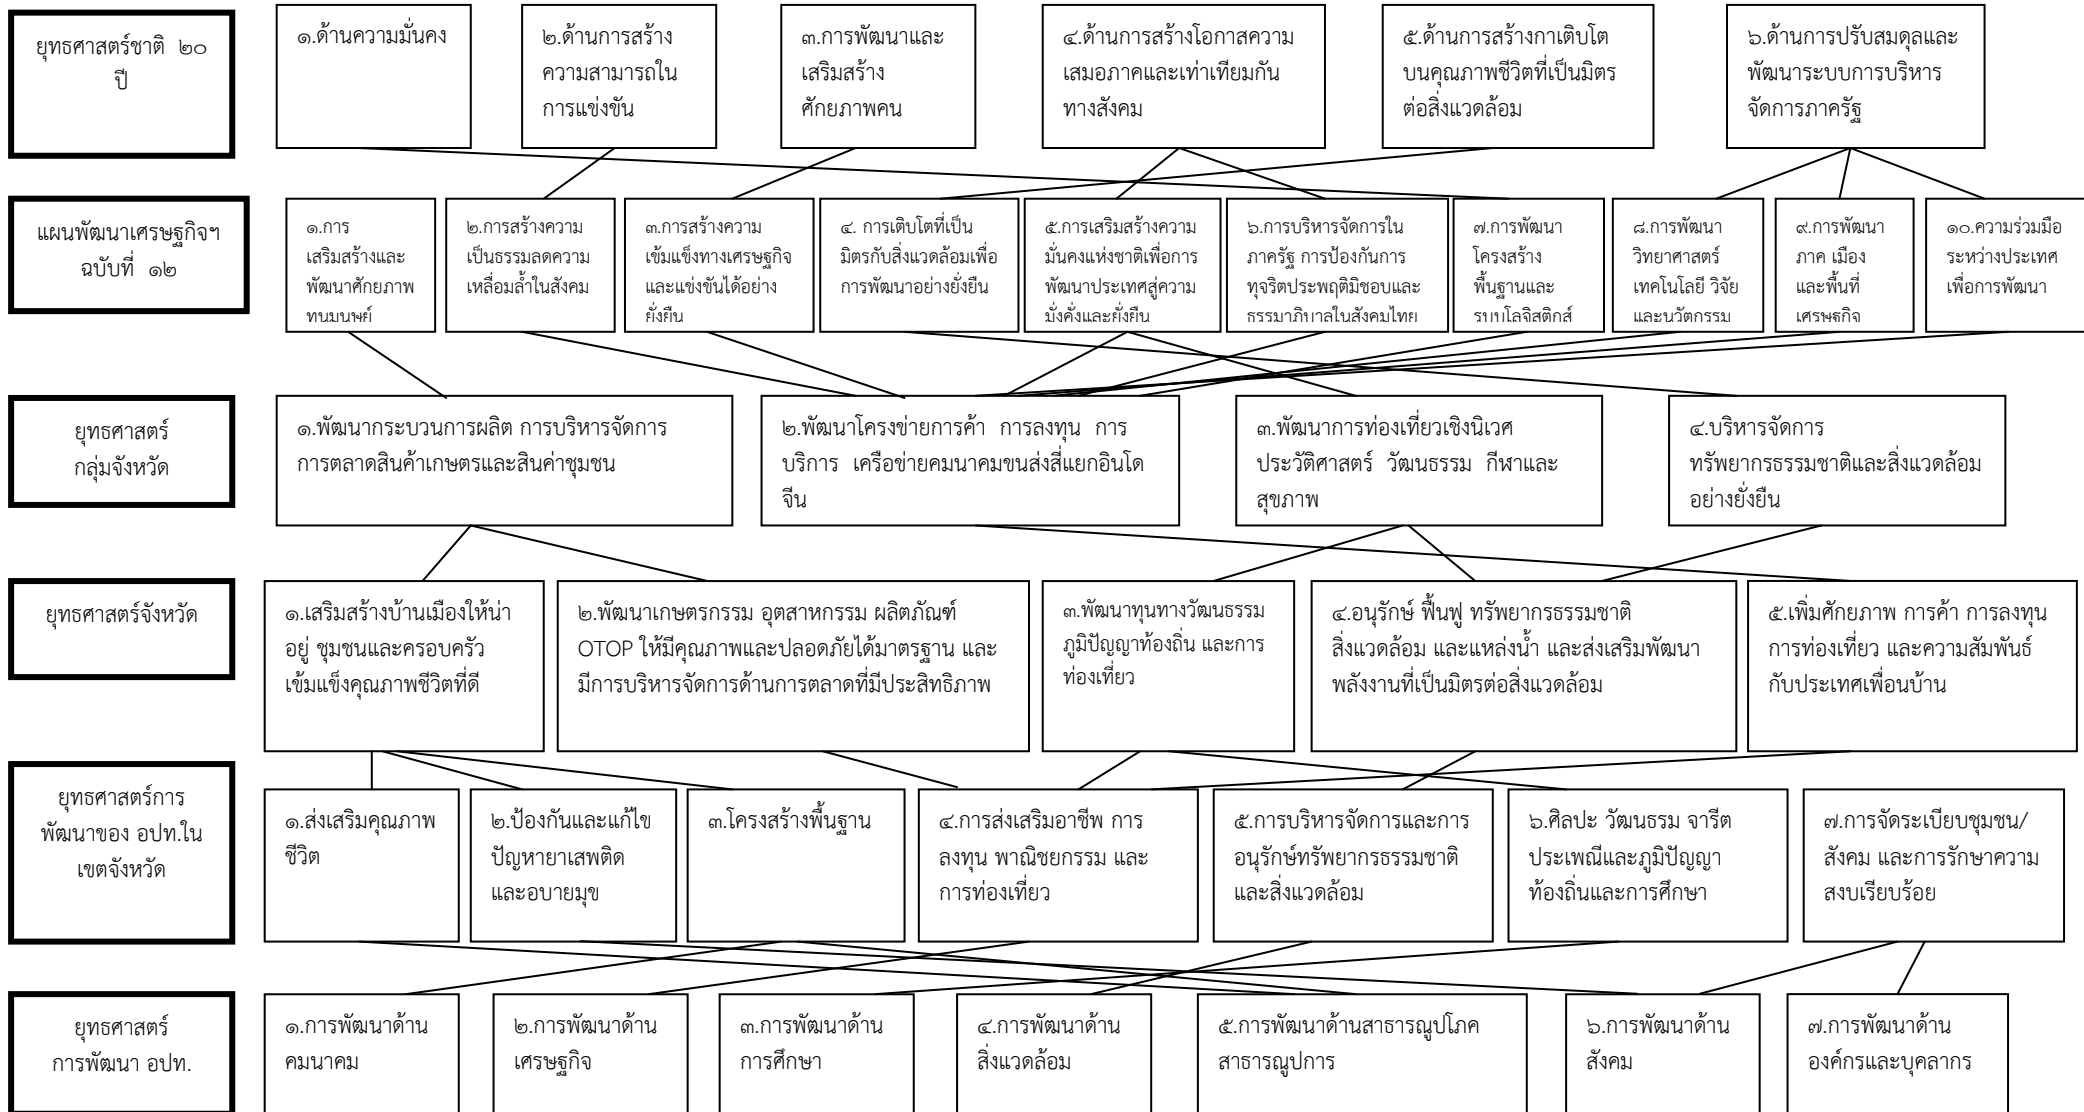 ยุทธศาสตร์ชาติ ๒๐
ปี
๑.ด้านความมั่นคง
๒.ด้านการสร้าง
ความสามารถใน
การแข่งขัน
๓.การพัฒนาและ
เสริมสร้าง
ศักยภาพคน
๔.ด้านการสร้างโอกาสความ
เสมอภาคและเท่าเทียมกัน
ทางสังคม
๕.ด้านการสร้างกาเติบโต
บนคุณภาพชีวิตที่เป็นมิตร
ต่อสิ่งแวดล้อม
๖.ด้านการปรับสมดุลและ
พัฒนาระบบการบริหาร
จัดการภาครัฐ
แผนพัฒนาเศรษฐกิจฯ
ฉบับที่ ๑๒
๑.การ
เสริมสร้างและ
พัฒนาศักยภาพ
ทุนมนุษย์
๒.การสร้างความ
เป็นธรรมลดความ
เหลื่อมล้ำในสังคม
๓.การสร้างความ
เข้มแข็งทางเศรษฐกิจ
และแข่งขันได้อย่าง
ยั่งยืน
๔. การเติบโตที่เป็น
มิตรกับสิ่งแวดล้อมเพื่อ
การพัฒนาอย่างยั่งยืน
๕.การเสริมสร้างความ
มั่นคงแห่งชาติเพื่อการ
พัฒนาประเทศสู่ความ
มั่งคั่งและยั่งยืน
๖.การบริหารจัดการใน
ภาครัฐ การป้องกันการ
ทุจริตประพฤติมิชอบและ
ธรรมาภิบาลในสังคมไทย
๗.การพัฒนา
โครงสร้าง
พื้นฐานและ
ระบบโลจิสติกส์
๘.การพัฒนา
วิทยาศาสตร์
เทคโนโลยี วิจัย
และนวัตกรรม
๙.การพัฒนา
ภาค เมือง
และพื้นที่
เศรษฐกิจ
๑๐.ความร่วมมือ
ระหว่างประเทศ
เพื่อการพัฒนา
ยุทธศาสตร์
กลุ่มจังหวัด
๑.พัฒนากระบวนการผลิต การบริหารจัดการ
การตลาดสินค้าเกษตรและสินค่าชุมชน
๒.พัฒนาโครงข่ายการค้า การลงทุน การ
บริการ เครือข่ายคมนาคมขนส่งสี่แยกอินโด
จีน
๓.พัฒนาการท่องเที่ยวเชิงนิเวศ
ประวัติศาสตร์ วัฒนธรรม กีฬาและ
สุขภาพ
๔.บริหารจัดการ
ทรัพยากรธรรมชาติและสิ่งแวดล้อม
อย่างยั่งยืน
ยุทธศาสตร์จังหวัด
๑.เสริมสร้างบ้านเมืองให้น่า
อยู่ ชุมชนและครอบครัว
เข้มแข็งคุณภาพชีวิตที่ดี
๒.พัฒนาเกษตรกรรม อุตสาหกรรม ผลิตภัณฑ์
OTOP ให้มีคุณภาพและปลอดภัยได้มาตรฐาน และ
มีการบริหารจัดการด้านการตลาดที่มีประสิทธิภาพ
๓.พัฒนาทุนทางวัฒนธรรม
ภูมิปัญญาท้องถิ่น และการ
ท่องเที่ยว
๔.อนุรักษ์ ฟื้นฟู ทรัพยากรธรรมชาติ
สิ่งแวดล้อม และแหล่งน้ำ และส่งเสริมพัฒนา
พลังงานที่เป็นมิตรต่อสิ่งแวดล้อม
๕.เพิ่มศักยภาพ การค้า การลงทุน
การท่องเที่ยว และความสัมพันธ์
กับประเทศเพื่อนบ้าน
ยุทธศาสตร์การ
พัฒนาของ อปท.ใน
เขตจังหวัด
๑.ส่งเสริมคุณภาพ
ชีวิต
๒.ป้องกันและแก้ไข
ปัญหายาเสพติด
และอบายมุข
๓.โครงสร้างพื้นฐาน
๔.การส่งเสริมอาชีพ การ
ลงทุน พาณิชยกรรม และ
การท่องเที่ยว
๕.การบริหารจัดการและการ
อนุรักษ์ทรัพยากรธรรมชาติ
และสิ่งแวดล้อม
๖.ศิลปะ วัฒนธรม จารีต
ประเพณีและภูมิปัญญา
ท้องถิ่นและการศึกษา
๗.การจัดระเบียบชุมชน/
สังคม และการรักษาความ
สงบเรียบร้อย
ยุทธศาสตร์
การพัฒนา อปท.
๑.การพัฒนาด้าน
คมนาคม
๒.การพัฒนาด้าน
เศรษฐกิจ
๓.การพัฒนาด้าน
การศึกษา
๔.การพัฒนาด้าน
สิ่งแวดล้อม
๕.การพัฒนาด้านสาธารณูปโภค
สาธารณูปการ
๖.การพัฒนาด้าน
สังคม
๗.การพัฒนาด้าน
องค์กรและบุคลากร